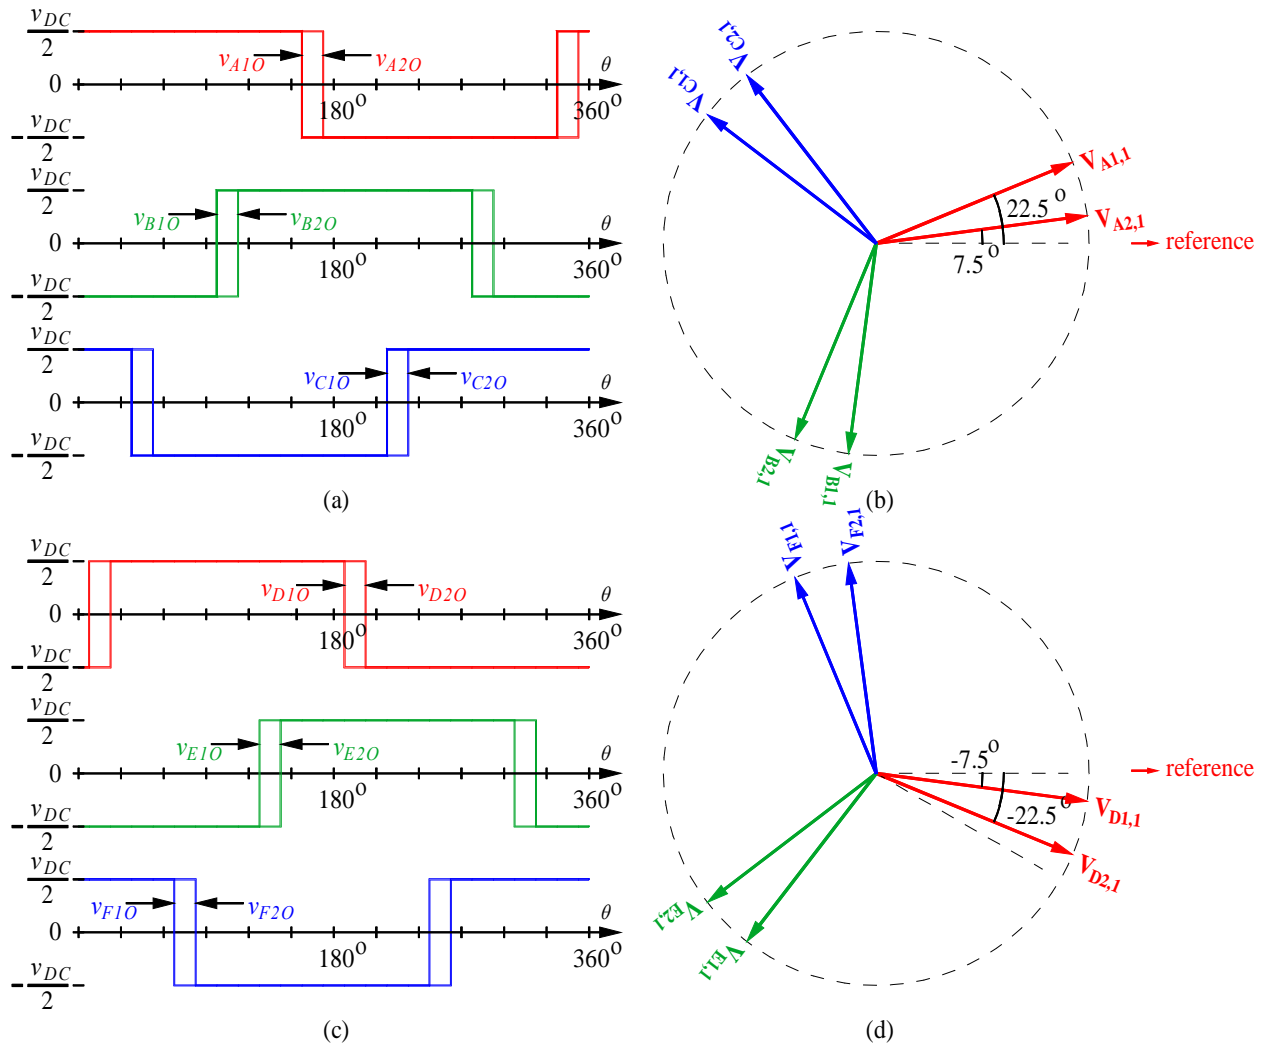 v_DC
2
v_A1O
v_A2O
θ
0
180°
360°
v_DC
-
2
v_DC
2
v_B1O
v_B2O
0
θ
180°
360°
v_DC
-
2
v_DC
2
v_C1O
v_C2O
θ
0
180°
360°
v_DC
-
2
(a)
V_C2,1
V_C1,1
V_A1,1
22.5°
V_A2,1
reference
7.5°
V_B2,1
V_B1,1
(b)
v_DC
2
v_D1O
v_D2O
θ
0
180°
360°
v_DC
-
2
v_DC
2
v_E1O
v_E2O
θ
0
180°
360°
v_DC
-
2
v_DC
2
v_F1O
v_F2O
θ
0
180°
360°
v_DC
-
2
(c)
V_F1,1
V_F2,1
-7.5°
reference
-22.5°
V_D1,1
V_D2,1
V_E2,1
V_E1,1
(d)